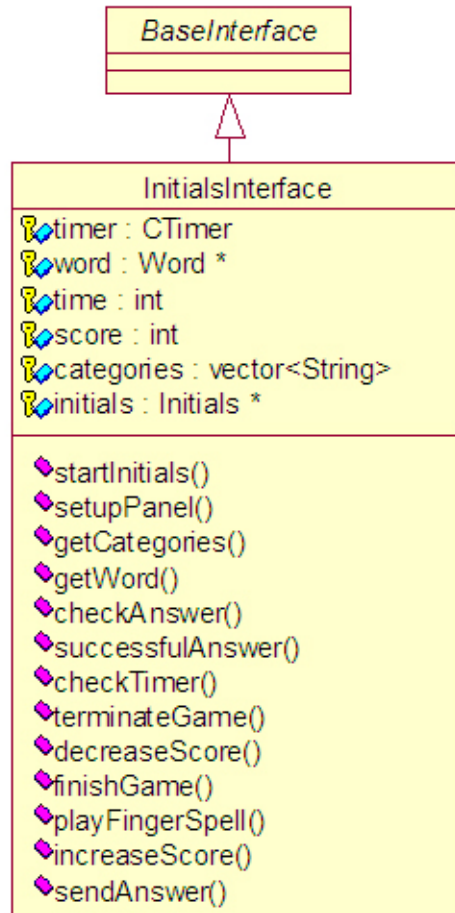 BaseInterface
InitialsInterface
timer : CTimer
word : Word *
time : int
score : int
categories : vector<String>
initials : Initials *
startInitials()
setupPanel()
getCategories()
getWord()
checkAnswer()
successfulAnswer()
checkTimer()
terminateGame()
decreaseScore()
finishGame()
playFingerSpell()
increaseScore()
sendAnswer()